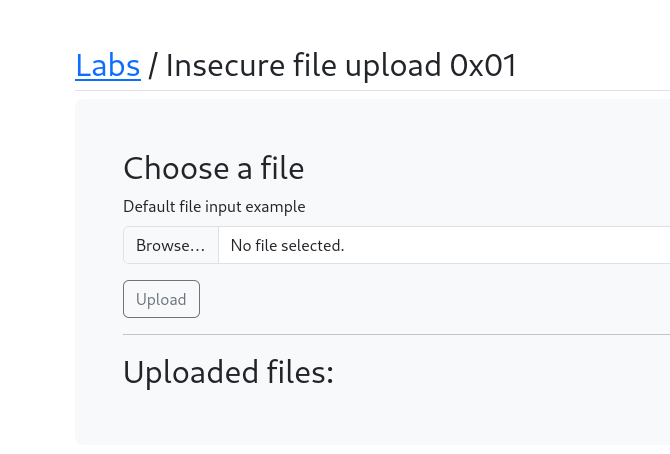 Labs / Insecure file upload 0x01
Choose a file
Default file input example
Browse... No file selected.
Upload
Uploaded files: